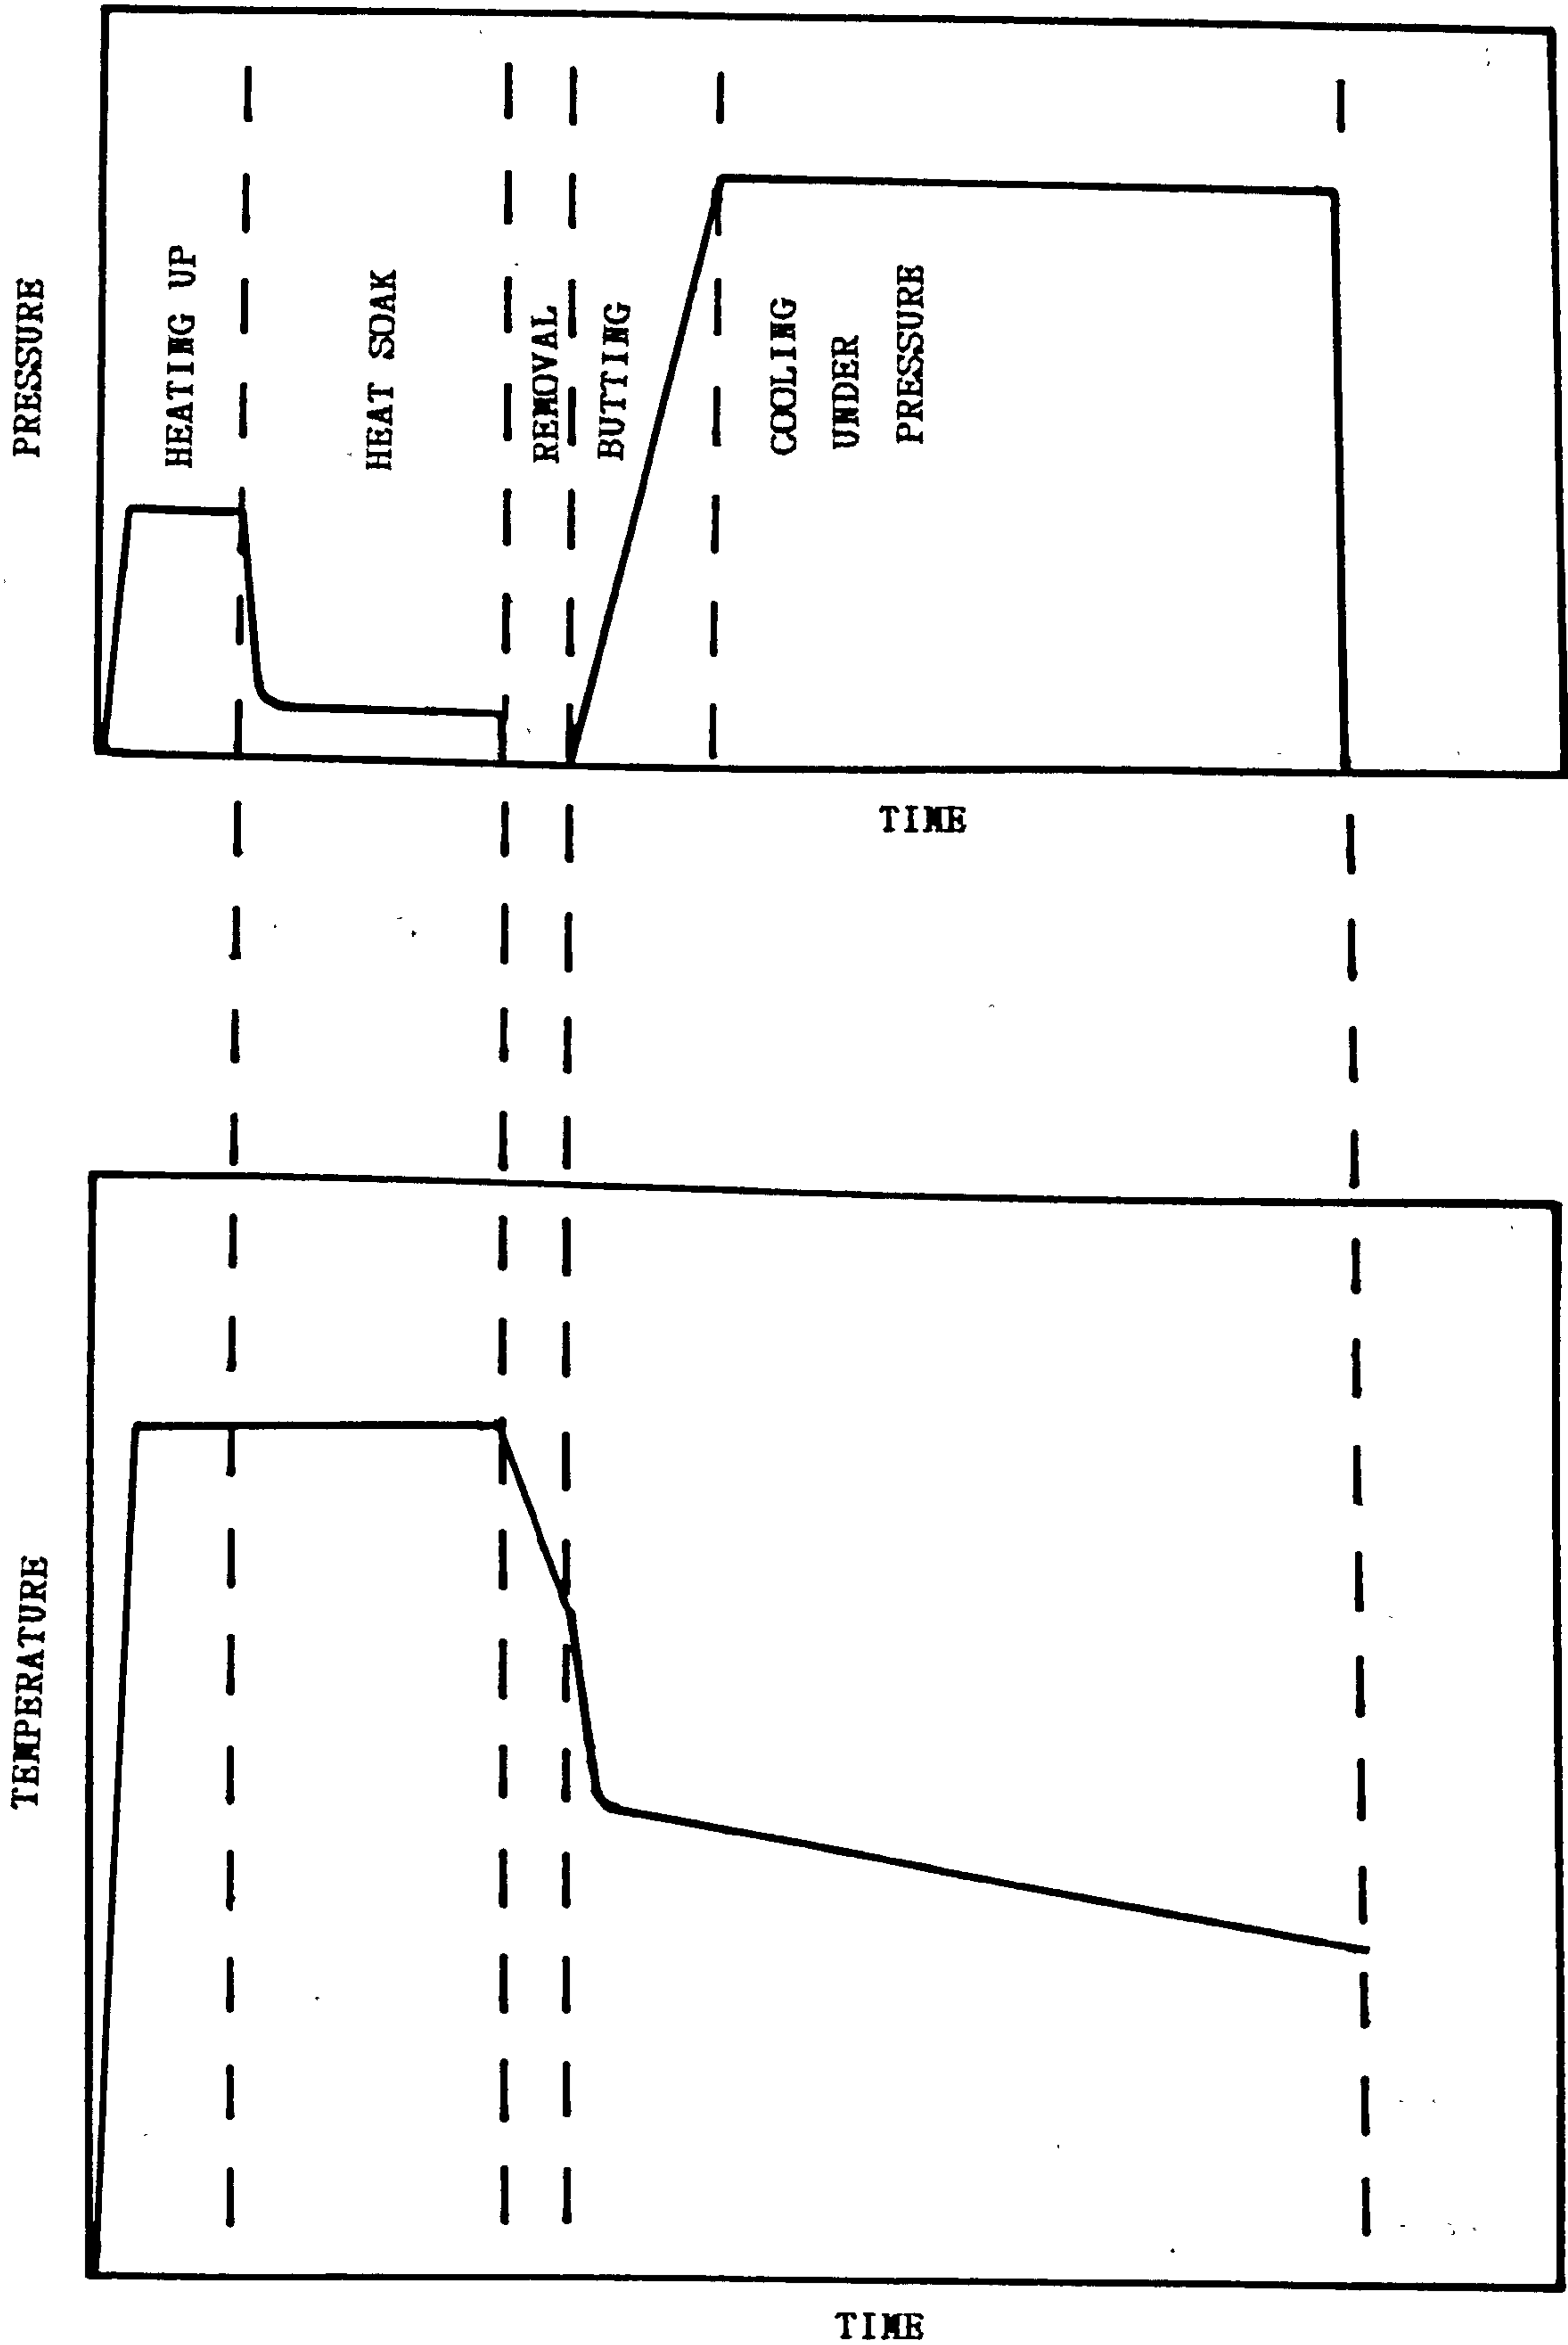 PRESSURE
HEATING UP
HEAT SOAK
REMOVAL
BUTTING
COOLING
UNDER
PRESSURE
TIME
TEMPERATURE
TIME